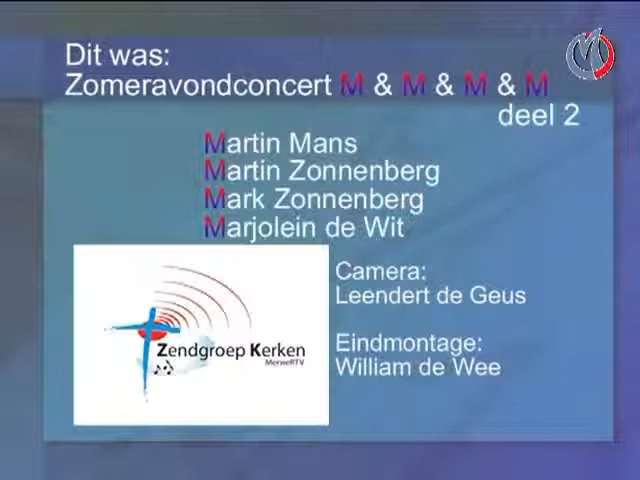 Dit was:
Zomeravondconcert M & M & M & M
deel 2
Martin Mans
Martin Zonnenberg
Mark Zonnenberg
Marjolein de Wit
Camera:
Leendert de Geus
Zendgroep Kerken
MerweRTV
Eindmontage:
William de Wee